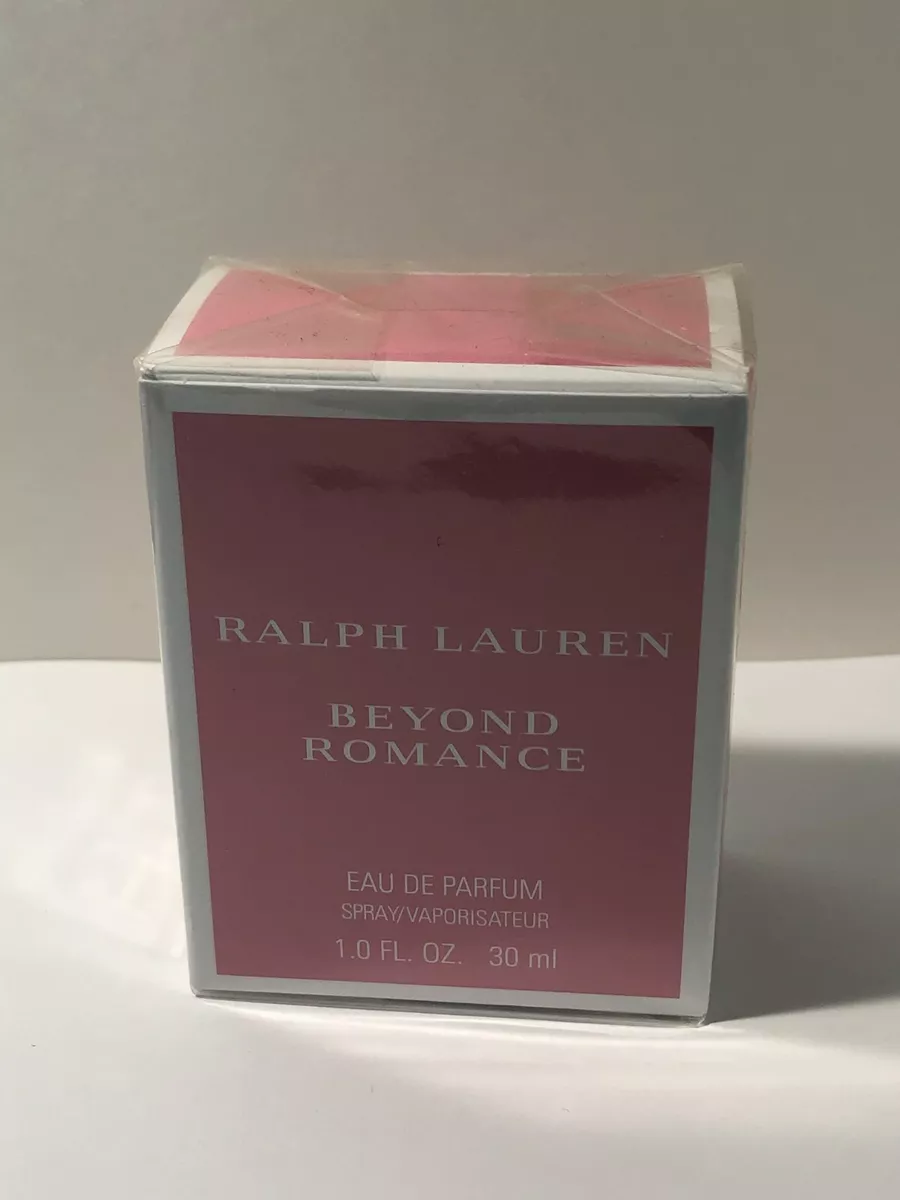 RALPH LAUREN
BEYOND
ROMANCE
EAU DE PARFUM
SPRAY/VAPORISATEUR
1.0 FL. OZ. 30 ml